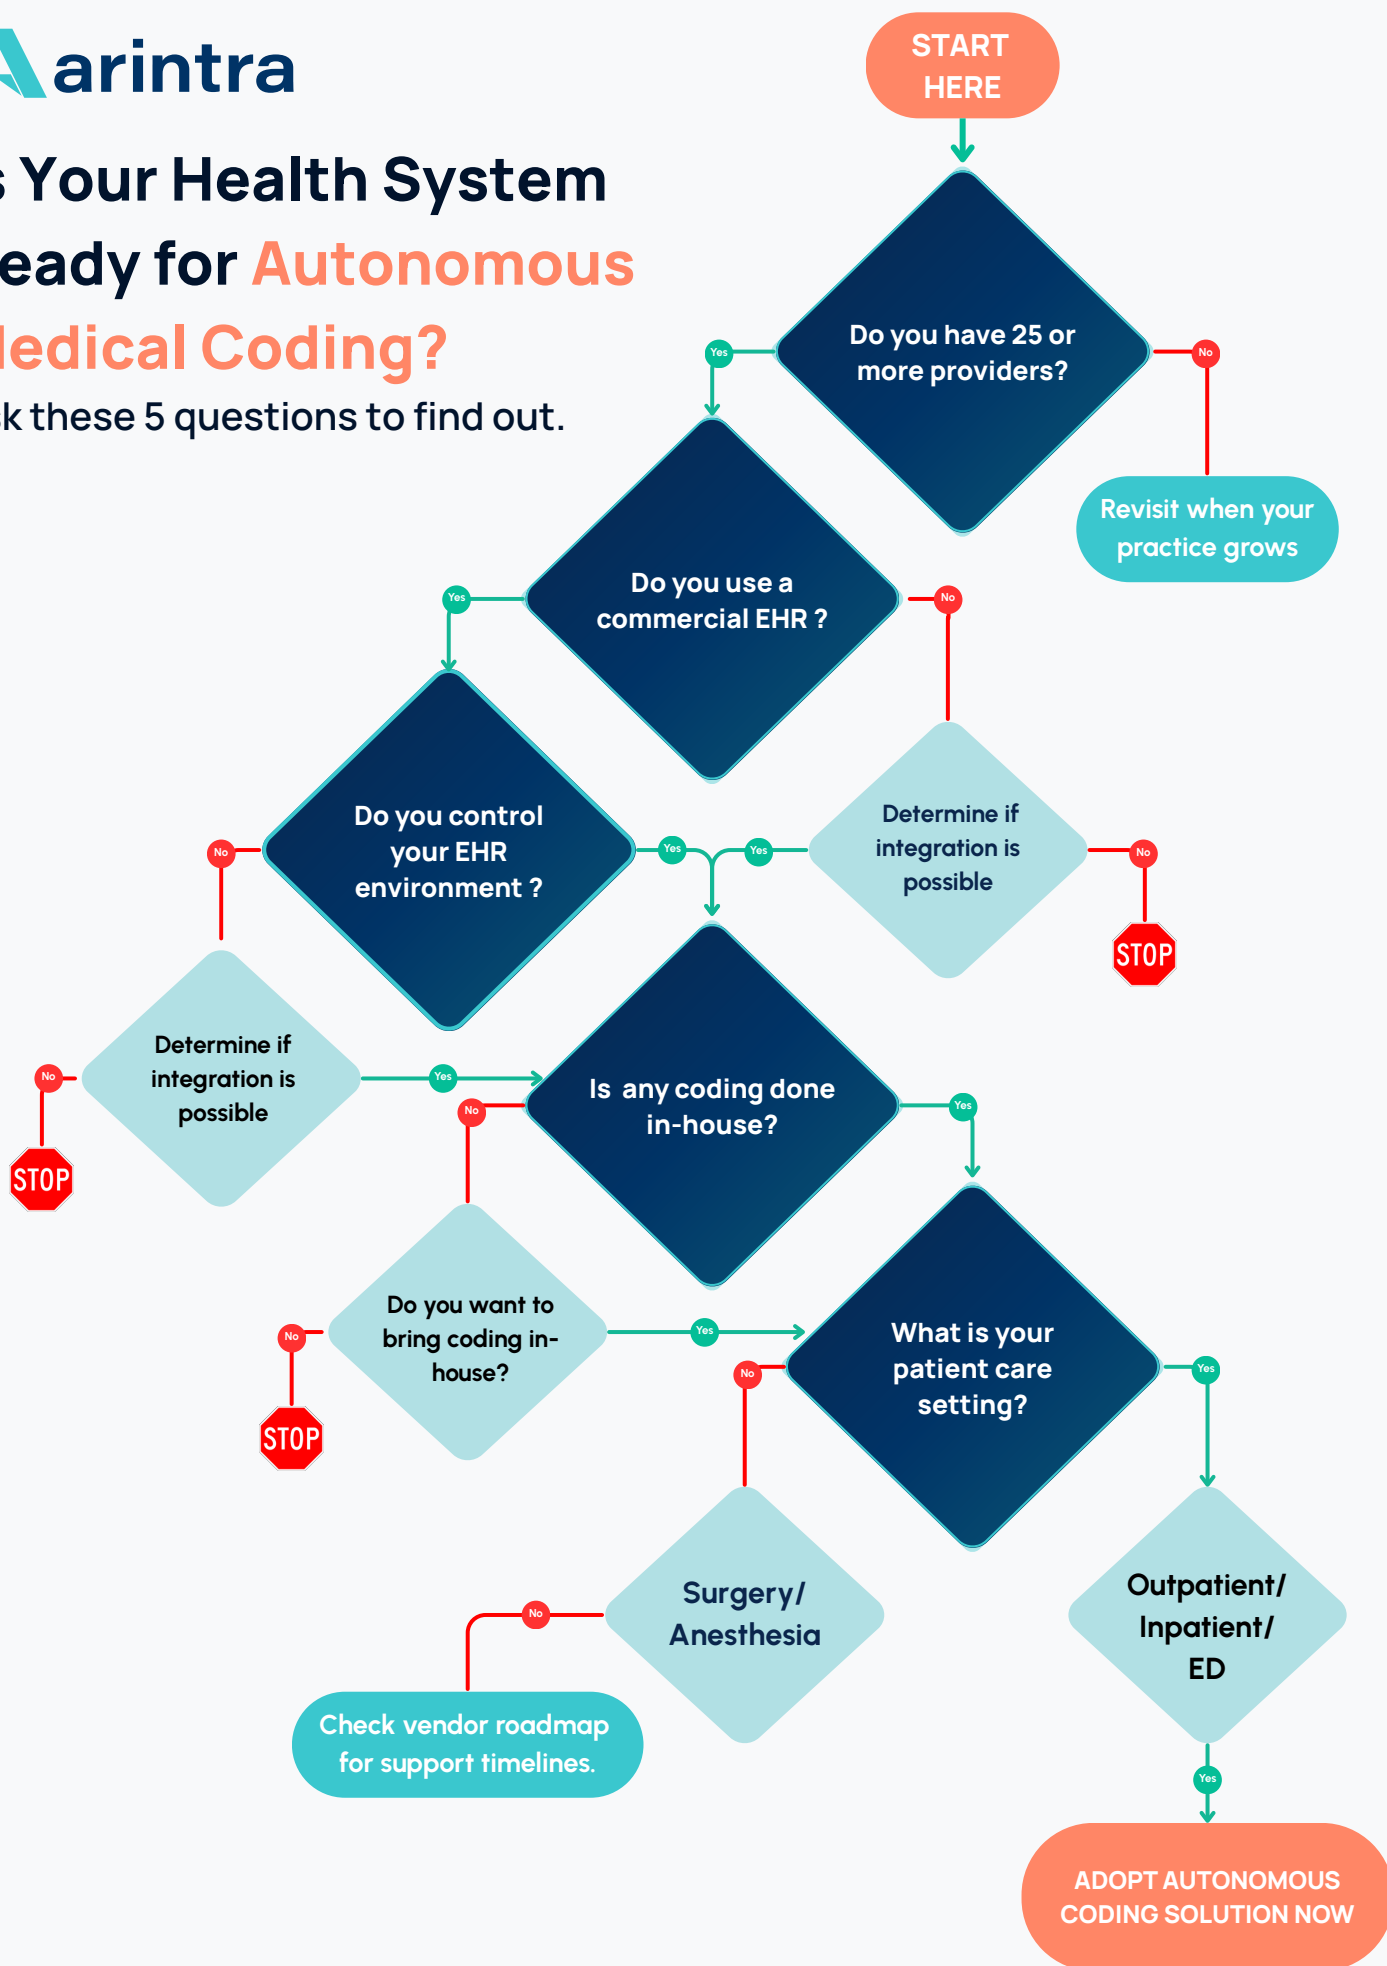 arintra
START
HERE
s Your Health System
eady for Autonomous
edical Coding?
sk these 5 questions to find out.
Do you have 25 or
more providers?
Yes
No
Revisit when your
practice grows
Do you use a
commercial EHR ?
Yes
No
Do you control
your EHR
environment ?
No
Yes
Yes
Determine if
integration is
possible
No
STOP
Determine if
integration is
possible
No
STOP
Yes
Is any coding done
in-house?
No
Yes
Do you want to
bring coding in-
house?
No
STOP
Yes
What is your
patient care
setting?
No
Yes
Surgery/
Anesthesia
No
Check vendor roadmap
for support timelines.
Outpatient/
Inpatient/
ED
Yes
ADOPT AUTONOMOUS
CODING SOLUTION NOW